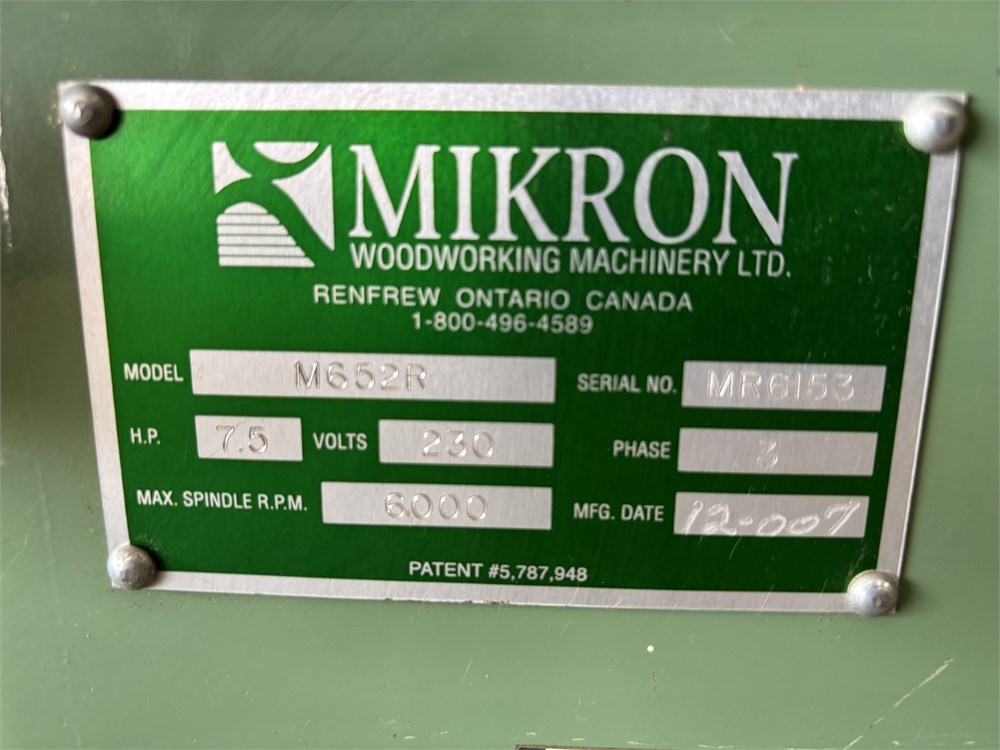 MIKRON
WOODWORKING MACHINERY LTD.
RENFREW ONTARIO CANADA
1-800-496-4589
MODEL M652R SERIAL NO. MR6153
H.P. 7.5 VOLTS 230 PHASE 3
MAX. SPINDLE R.P.M. 6000 MFG. DATE 12-007
PATENT #5,787,948